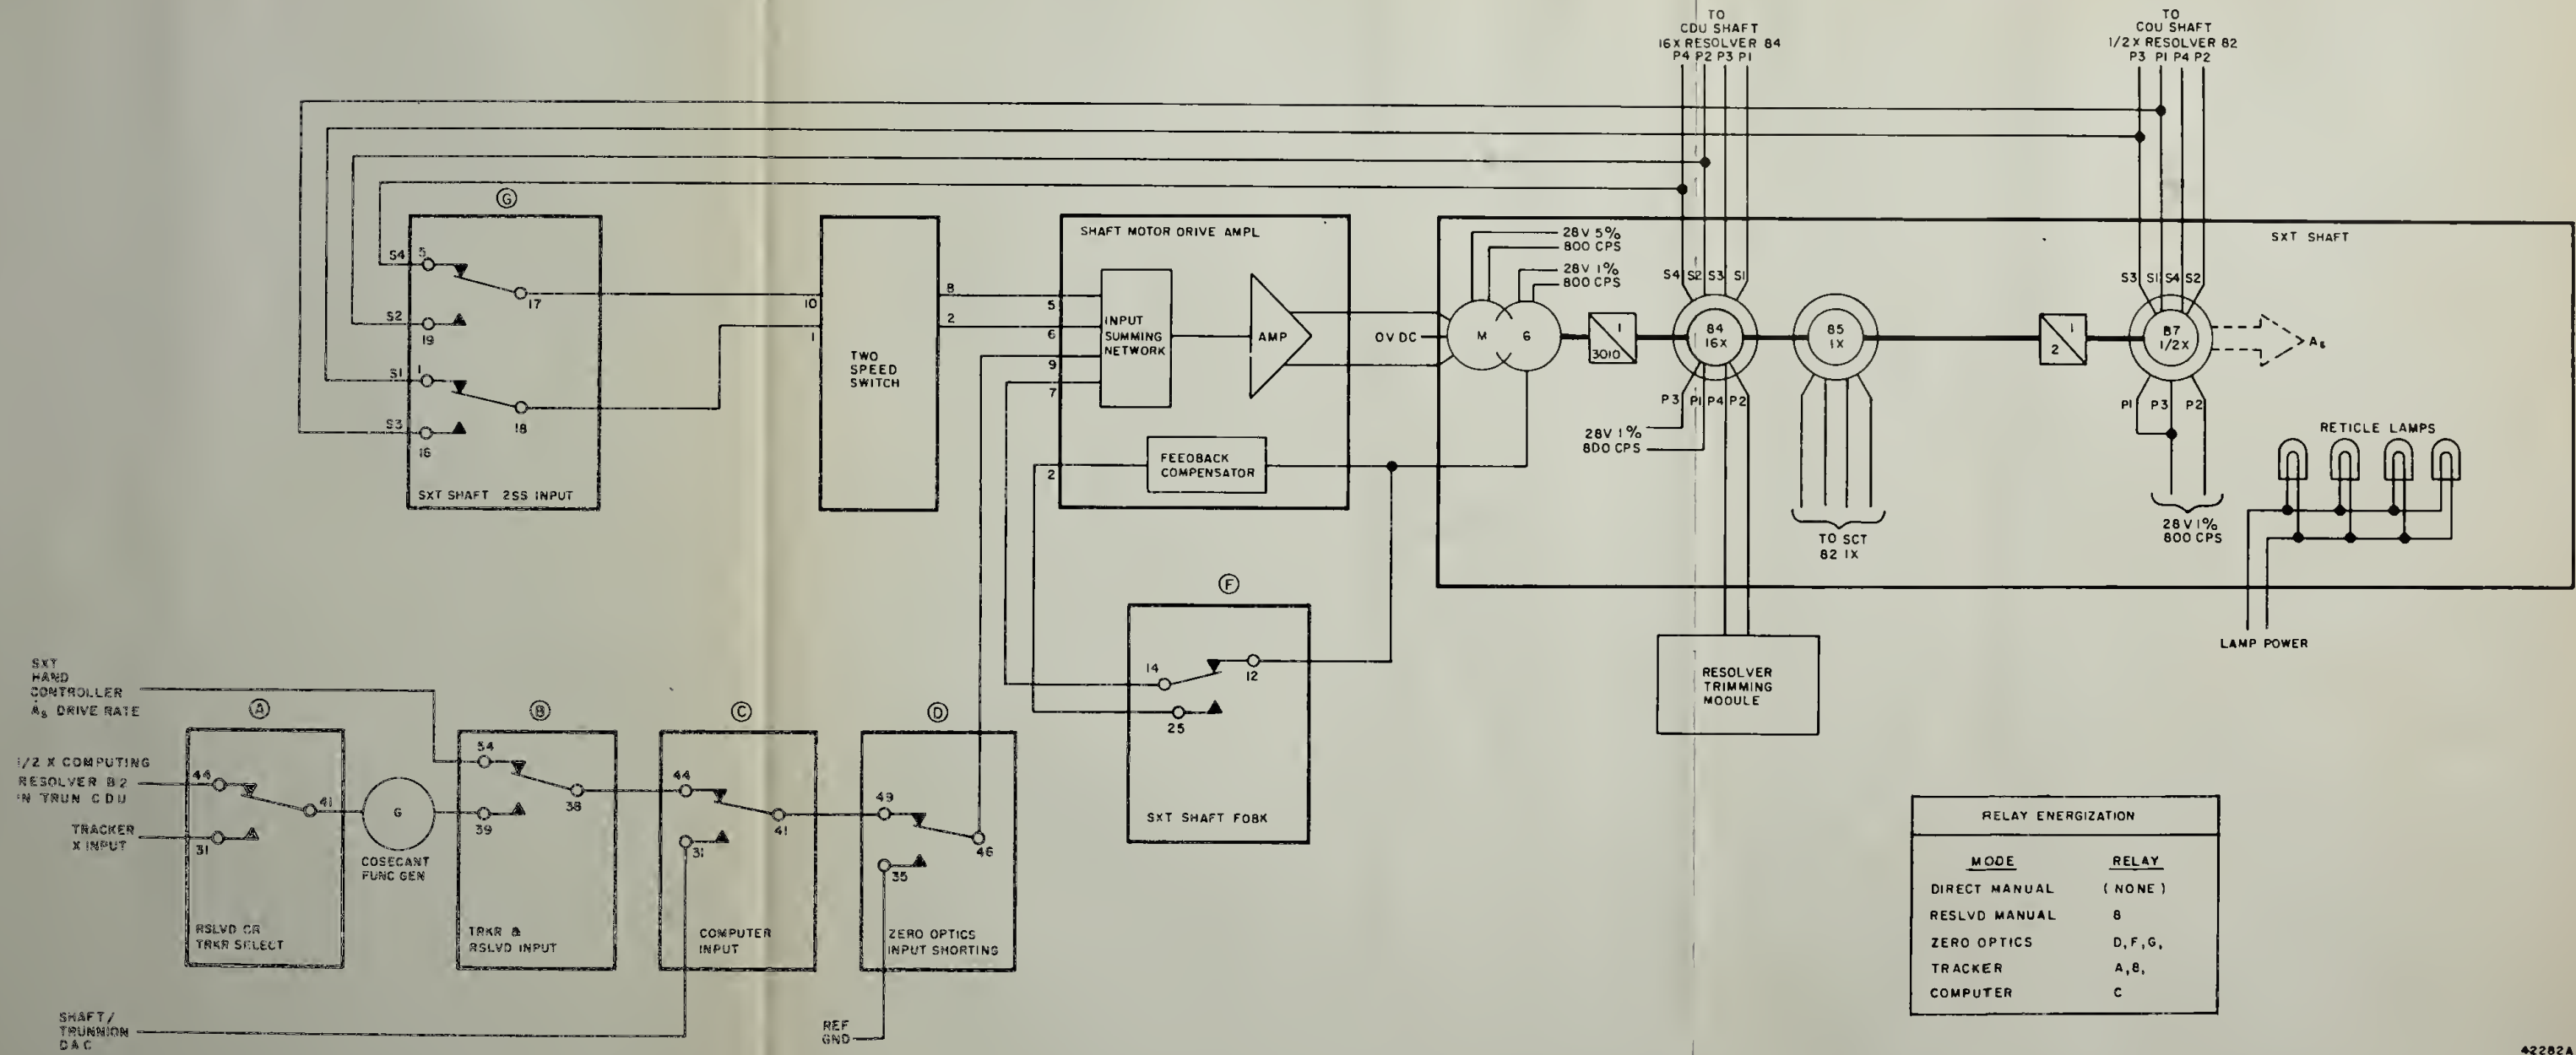 TO
CDU SHAFT
16X RESOLVER 84
P4 P2 P3 P1
TO
COU SHAFT
1/2X RESOLVER 82
P3 P1 P4 P2
G
S4 5
17
S2
19
S1 1
18
S3
16
SXT SHAFT 2SS INPUT
10
1
TWO
SPEED
SWITCH
8
2
SHAFT MOTOR DRIVE AMPL
5
6
9
7
INPUT
SUMMING
NETWORK
AMP
2
FEEDBACK
COMPENSATOR
SXT SHAFT
28V 5%
800 CPS
28V 1%
800 CPS
0V DC
M G
1
3010
S4 S2 S3 S1
84
16X
P3 P1 P4 P2
28V 1%
800 CPS
85
1X
TO SCT
82 1X
1
2
S3 S1 S4 S2
87
1/2X
As
P1 P3 P2
28V 1%
800 CPS
RETICLE LAMPS
LAMP POWER
RESOLVER
TRIMMING
MODULE
F
14
12
25
SXT SHAFT FDBK
SXT
HAND
CONTROLLER
Ȧs DRIVE RATE
1/2 X COMPUTING
RESOLVER B2
IN TRUN CDU
TRACKER
X INPUT
A
44
41
31
RSLVD OR
TRKR SELECT
G
COSECANT
FUNC GEN
B
54
38
39
TRKR &
RSLVD INPUT
C
44
41
31
COMPUTER
INPUT
D
49
46
35
ZERO OPTICS
INPUT SHORTING
SHAFT/
TRUNNION
DAC
REF
GND
RELAY ENERGIZATION
MODE RELAY
DIRECT MANUAL (NONE)
RESLVD MANUAL B
ZERO OPTICS D,F,G,
TRACKER A,B,
COMPUTER C
42282A